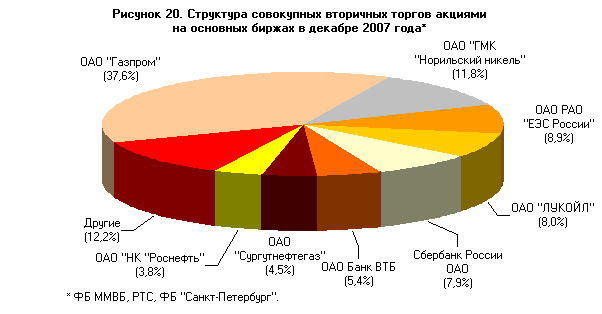 Рисунок 20. Структура совокупных вторичных торгов акциями
на основных биржах в декабре 2007 года*
ОАО "Газпром"
(37,6%)
ОАО "ГМК
"Норильский никель"
(11,8%)
ОАО РАО
"ЕЭС России"
(8,9%)
ОАО "ЛУКОЙЛ"
(8,0%)
Сбербанк России
ОАО
(7,9%)
ОАО Банк ВТБ
(5,4%)
ОАО
"Сургутнефтегаз"
(4,5%)
ОАО "НК "Роснефть"
(3,8%)
Другие
(12,2%)
* ФБ ММВБ, РТС, ФБ "Санкт-Петербург".